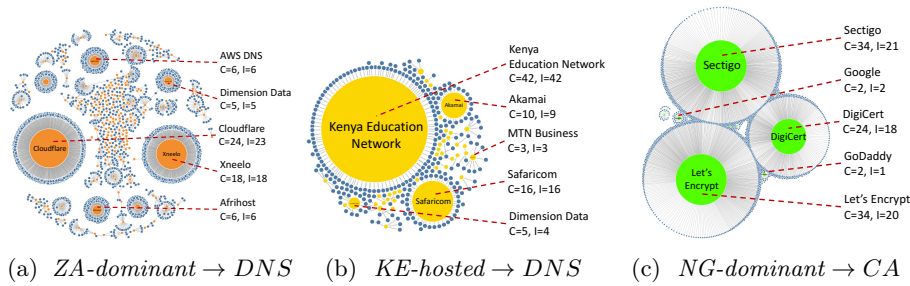 AWS DNS
C=6, I=6
Dimension Data
C=5, I=5
Cloudflare
C=24, I=23
Xneelo
C=18, I=18
Afrihost
C=6, I=6
Cloudflare
Xneelo
(a) ZA-dominant → DNS
Kenya
Education Network
C=42, I=42
Akamai
C=10, I=9
MTN Business
C=3, I=3
Safaricom
C=16, I=16
Dimension Data
C=5, I=4
Kenya Education
Network
Akamai
Safaricom
(b) KE-hosted → DNS
Sectigo
C=34, I=21
Google
C=2, I=2
DigiCert
C=24, I=18
GoDaddy
C=2, I=1
Let's Encrypt
C=34, I=20
Sectigo
DigiCert
Let's
Encrypt
(c) NG-dominant → CA